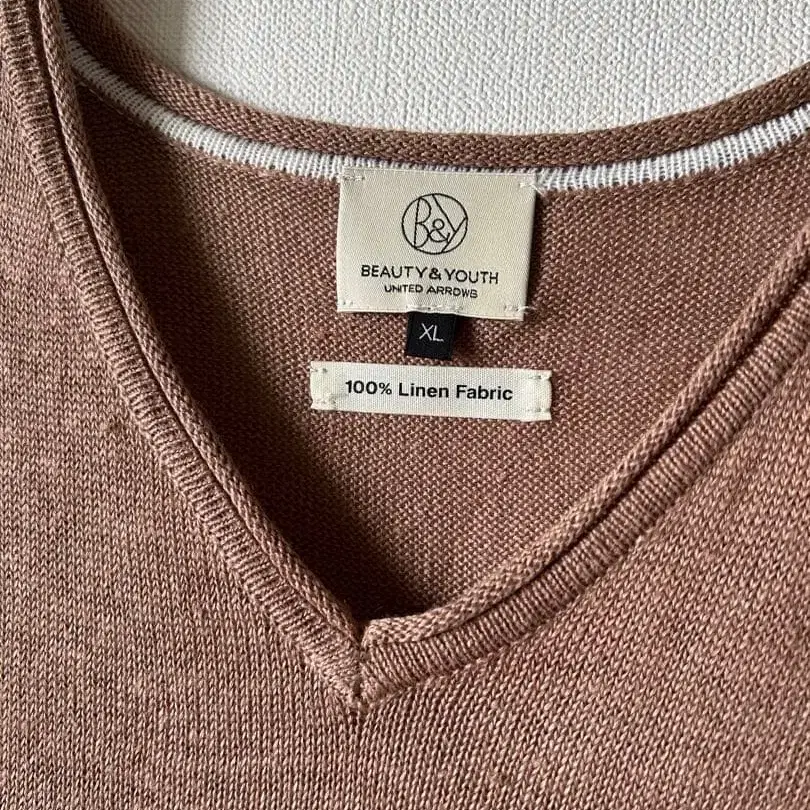 B&Y
BEAUTY&YOUTH
UNITED ARROWS
XL
100% Linen Fabric